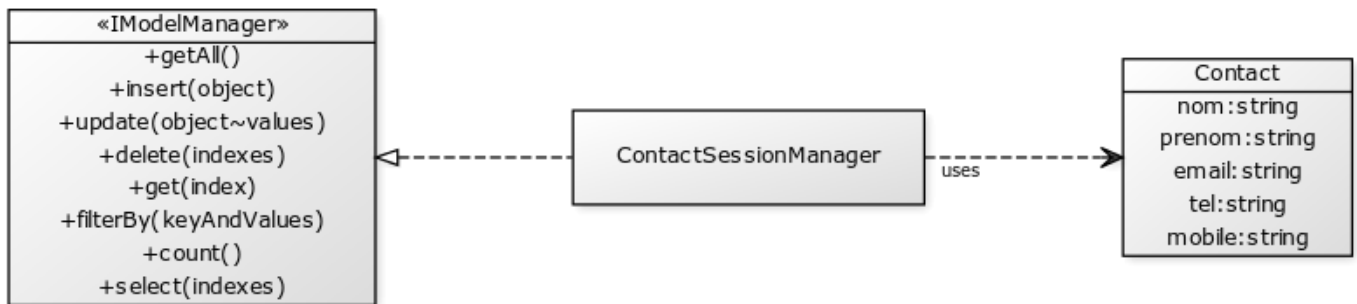 «IModelManager»
+getAll()
+insert(object)
+update(object~values)
+delete(indexes)
+get(index)
+filterBy(keyAndValues)
+count()
+select(indexes)
ContactSessionManager
uses
Contact
nom:string
prenom:string
email:string
tel:string
mobile:string